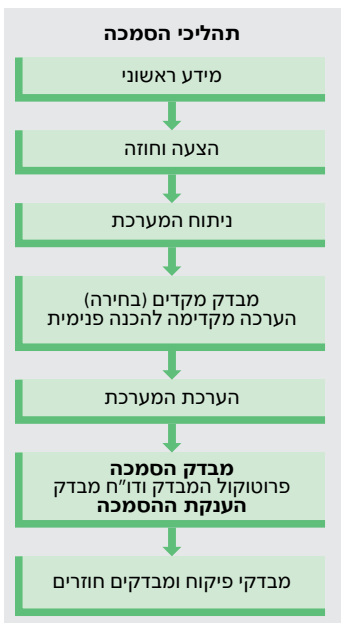 תהליכי הסמכה
מידע ראשוני
הצעה וחוזה
ניתוח המערכת
מבדק מקדים (בחירה)
הערכה מקדימה להכנה פנימית
הערכת המערכת
מבדק הסמכה
פרוטוקול המבדק ודו"ח מבדק
הענקת ההסמכה
מבדקי פיקוח ומבדקים חוזרים